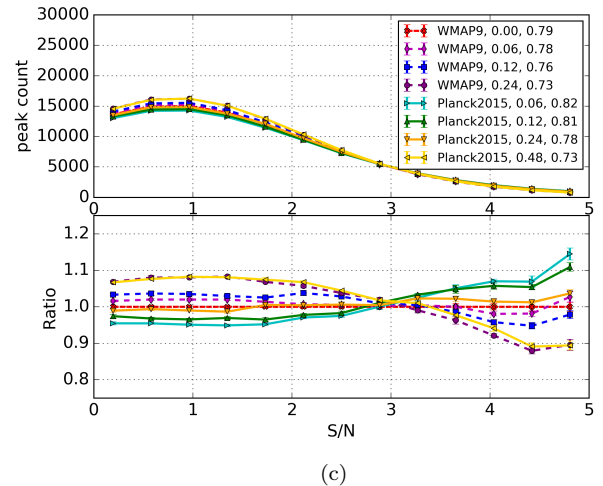 30000
25000
20000
15000
10000
5000
0
peak count
WMAP9, 0.00, 0.79
WMAP9, 0.06, 0.78
WMAP9, 0.12, 0.76
WMAP9, 0.24, 0.73
Planck2015, 0.06, 0.82
Planck2015, 0.12, 0.81
Planck2015, 0.24, 0.78
Planck2015, 0.48, 0.73
0 1 2 3 4 5
1.2
1.1
1.0
0.9
0.8
Ratio
0 1 2 3 4 5
S/N
(c)